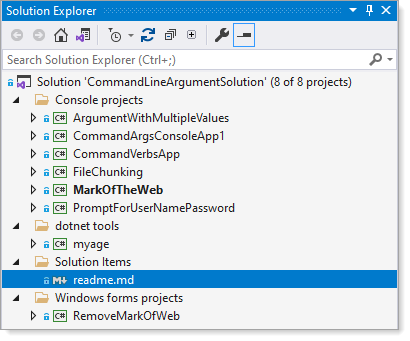 Solution Explorer
Search Solution Explorer (Ctrl+;)
Solution 'CommandLineArgumentSolution' (8 of 8 projects)
Console projects
C# ArgumentWithMultipleValues
C# CommandArgsConsoleApp1
C# CommandVerbsApp
C# FileChunking
C# MarkOfTheWeb
C# PromptForUserNamePassword
dotnet tools
C# myage
Solution Items
M↓ readme.md
Windows forms projects
C# RemoveMarkOfWeb